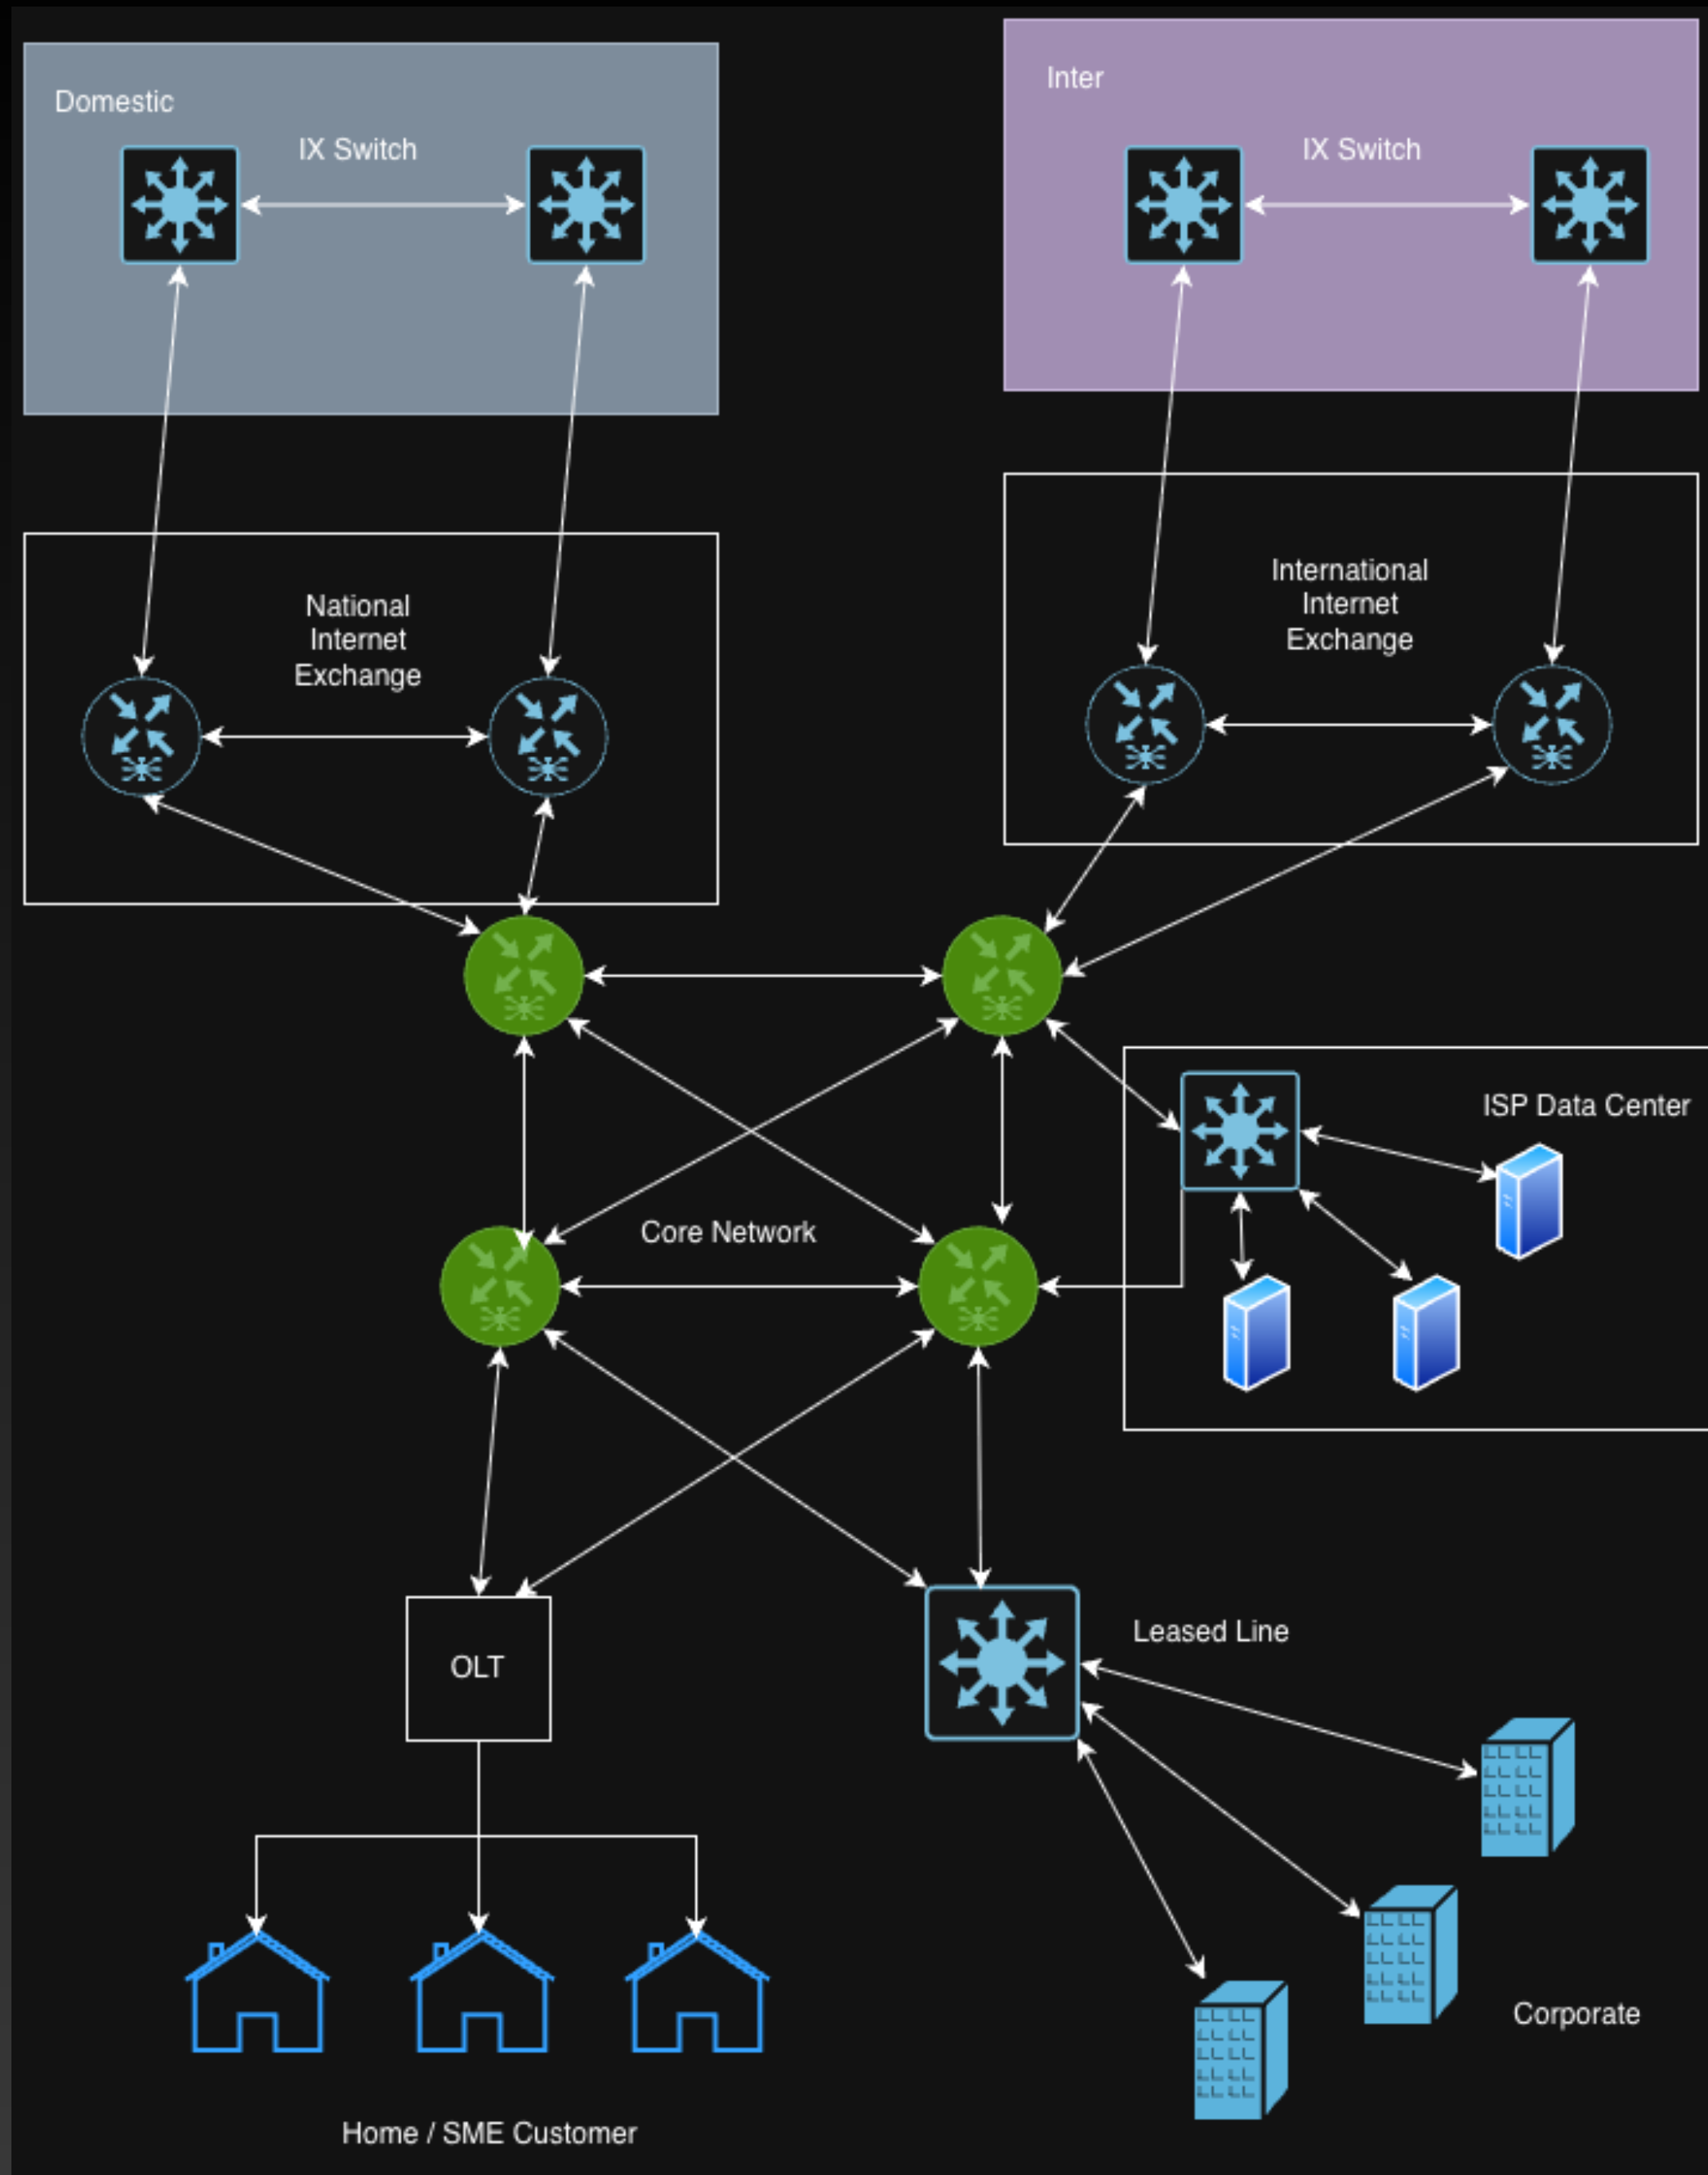 Domestic
IX Switch
Inter
IX Switch
National
Internet
Exchange
International
Internet
Exchange
ISP Data Center
Core Network
OLT
Leased Line
Corporate
Home / SME Customer